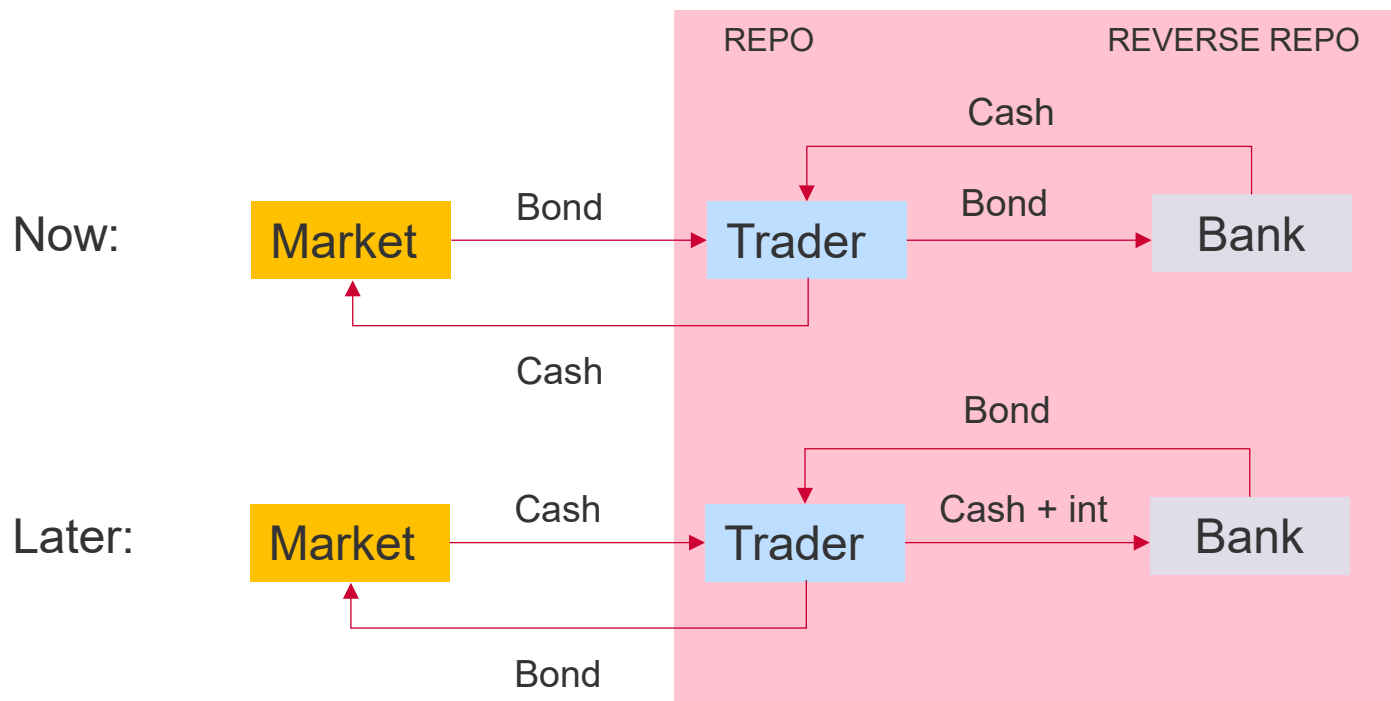 REPO
REVERSE REPO
Cash
Now:
Market
Bond
Trader
Bond
Bank
Cash
Bond
Later:
Market
Cash
Trader
Cash + int
Bank
Bond